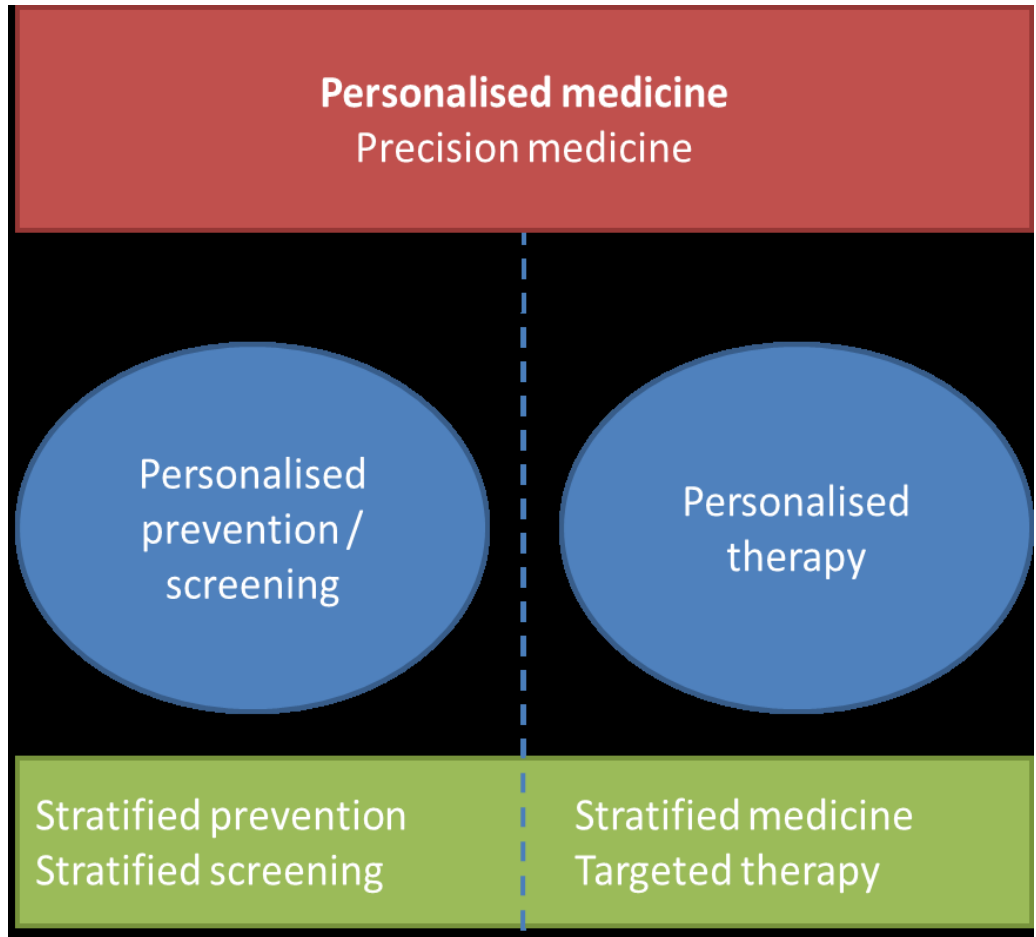 Personalised medicine
Precision medicine
Personalised
prevention /
screening
Personalised
therapy
Stratified prevention
Stratified screening
Stratified medicine
Targeted therapy